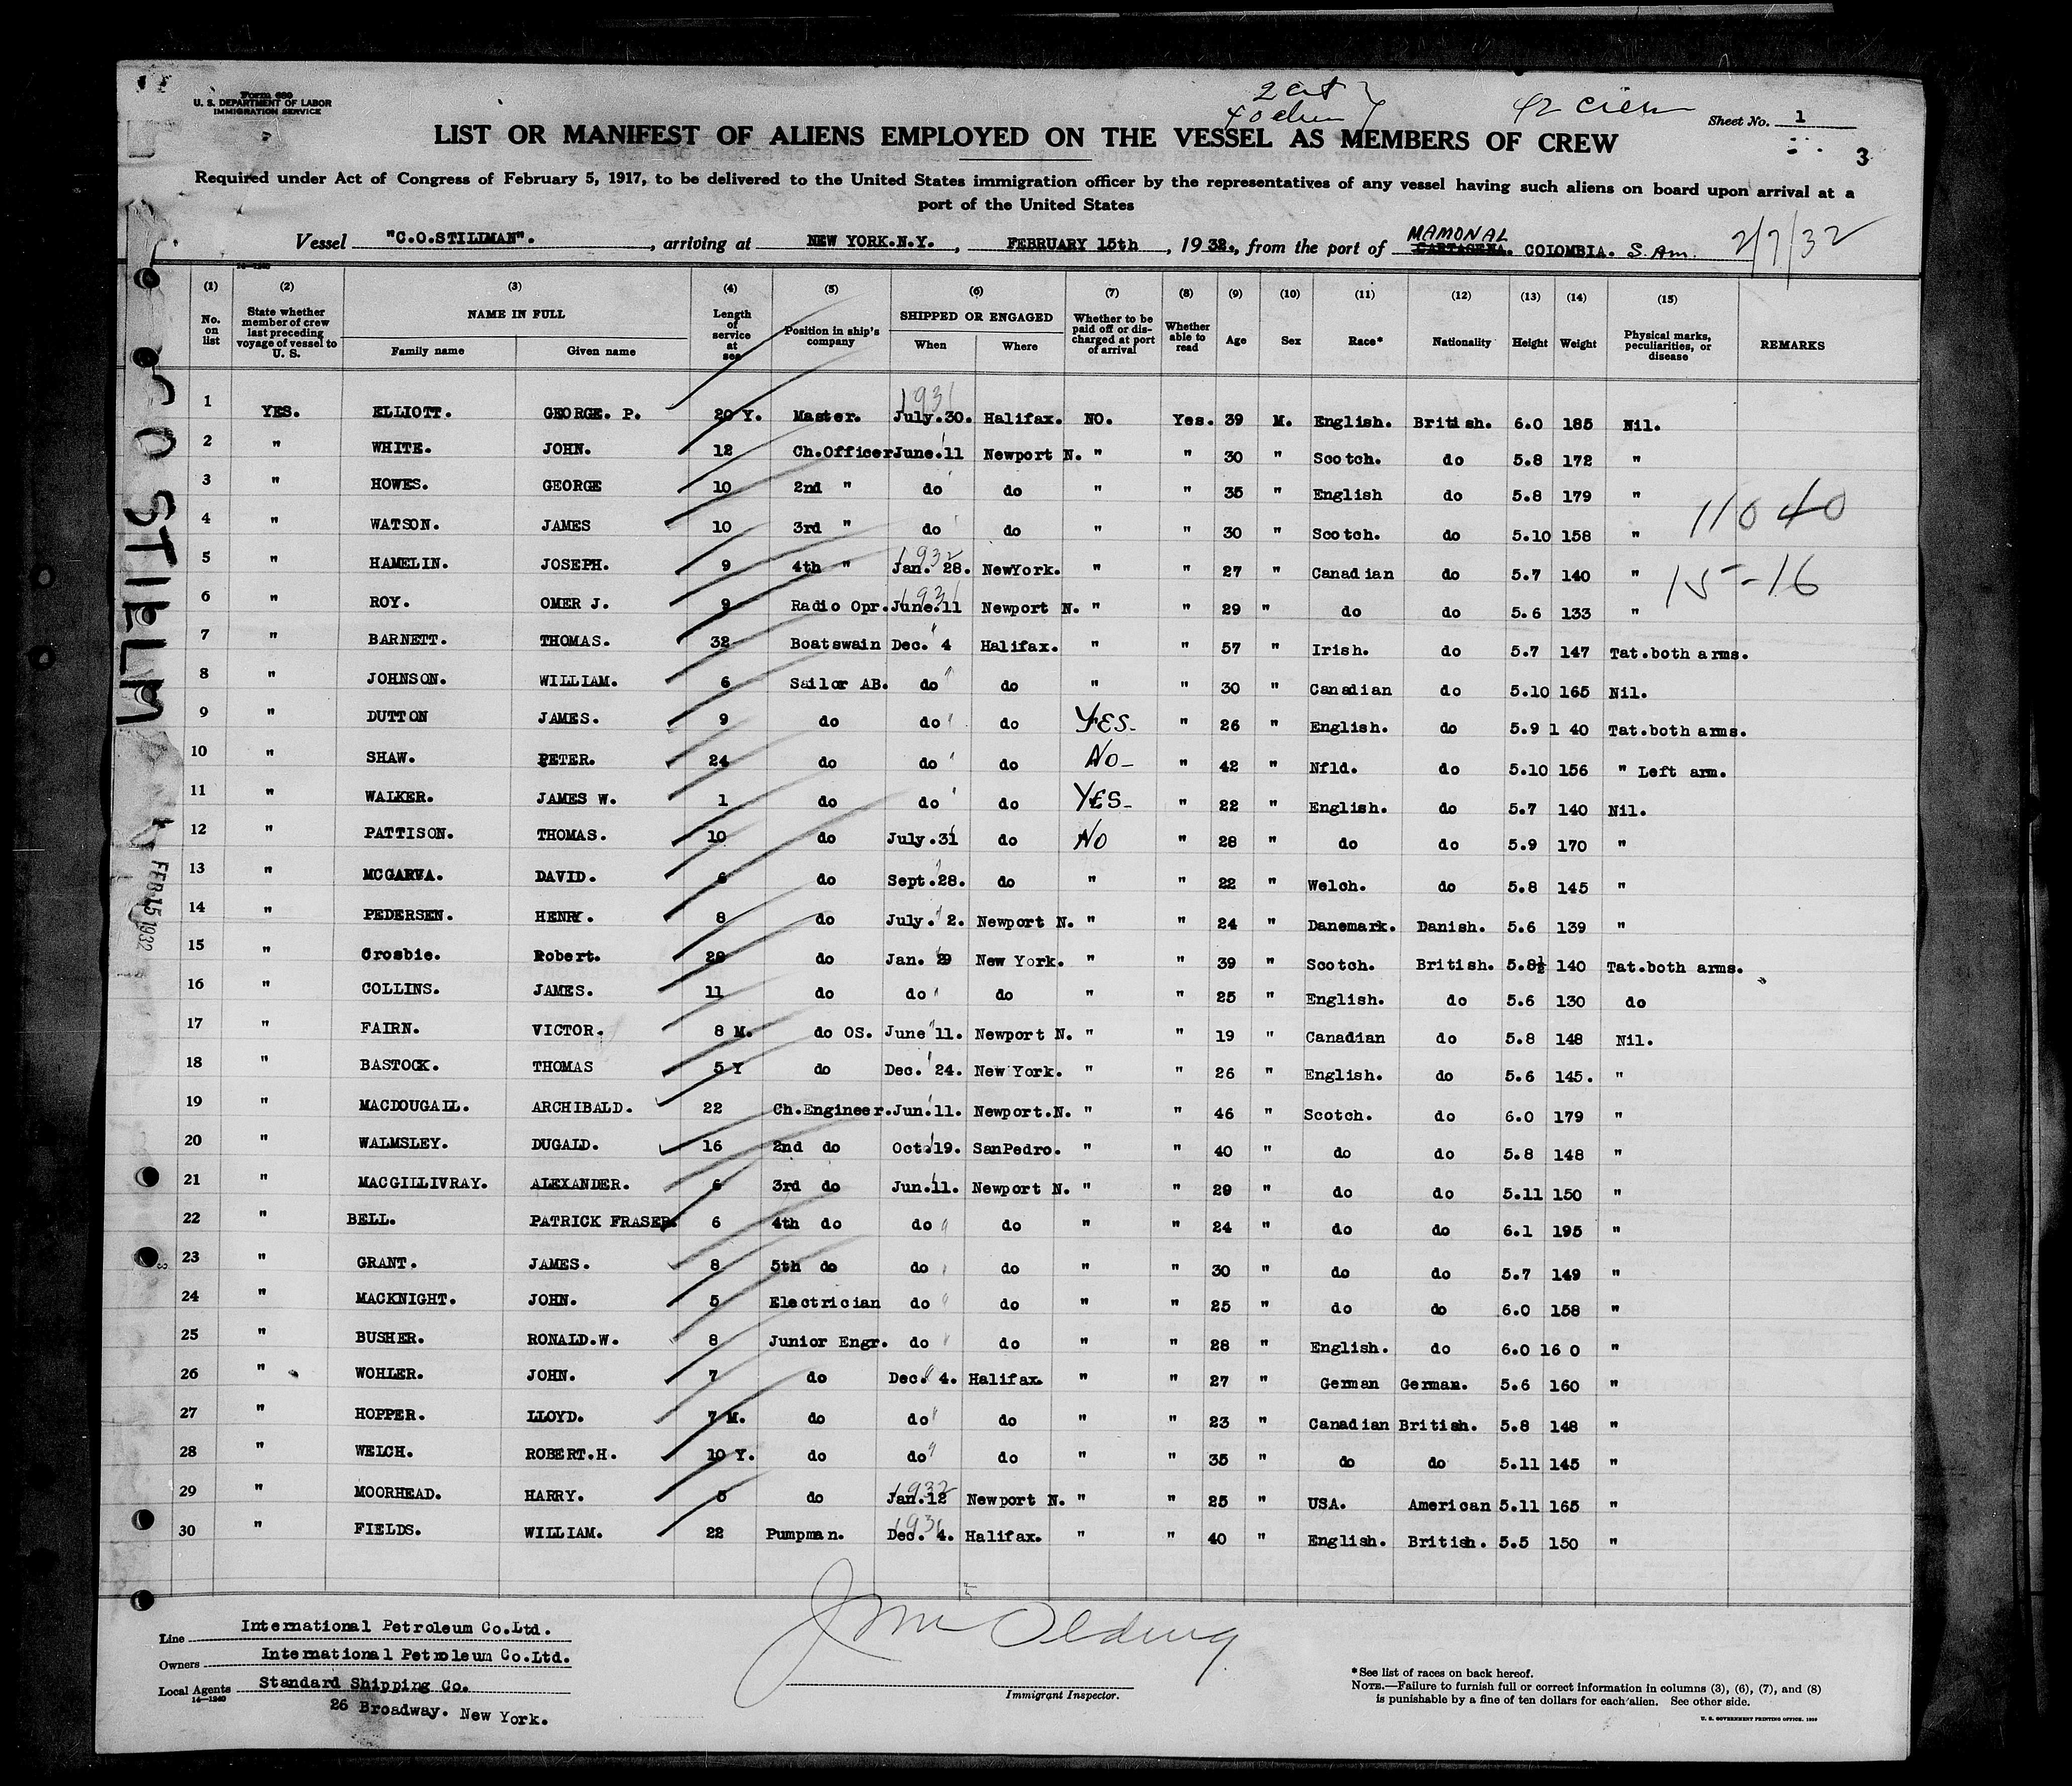 Form 680
U. S. DEPARTMENT OF LABOR
IMMIGRATION SERVICE
2 cit
42 crew
Sheet No. 1
3
LIST OR MANIFEST OF ALIENS EMPLOYED ON THE VESSEL AS MEMBERS OF CREW
Required under Act of Congress of February 5, 1917, to be delivered to the United States immigration officer by the representatives of any vessel having such aliens on board upon arrival at a
port of the United States
MAMONAL
Vessel "C.O.STILLMAN". , arriving at NEW YORK.N.Y. , FEBRUARY 15th , 19 32., from the port of CARTAGENA. COLOMBIA. S. Am. 2/7/32
14—1240
(1) (2) (3) (4) (5) (6) (7) (8) (9) (10) (11) (12) (13) (14) (15)
No. on list State whether member of crew last preceding voyage of vessel to U. S. NAME IN FULL Family name Given name Length of service at sea Position in ship's company SHIPPED OR ENGAGED When Where Whether to be paid off or discharged at port of arrival Whether able to read Age Sex Race* Nationality Height Weight Physical marks, peculiarities, or disease REMARKS
1931
1 YES. ELLIOTT. GEORGE. P. 20 Y. Master. July.30. Halifax. NO. Yes. 39 M. English. British. 6.0 185 Nil.
2 " WHITE. JOHN. 12 Ch.Officer June.11 Newport N. " " 30 " Scotch. do 5.8 172 "
3 " HOWES. GEORGE 10 2nd " do do " " 35 " English do 5.8 179 "
4 " WATSON. JAMES 10 3rd " do do " " 30 " Scotch. do 5.10 158 " 110 40
1932
5 " HAMELIN. JOSEPH. 9 4th " Jan. 28. NewYork. " " 27 " Canadian do 5.7 140 " 15-16
1931
6 " ROY. OMER J. 9 Radio Opr. June.11 Newport N. " " 29 " do do 5.6 133 "
7 " BARNETT. THOMAS. 32 Boatswain Dec. 4 Halifax. " " 57 " Irish. do 5.7 147 Tat.both arms.
8 " JOHNSON. WILLIAM. 6 Sailor AB. do do " " 30 " Canadian do 5.10 165 Nil.
9 " DUTTON JAMES. 9 do do do YES- " 26 " English. do 5.9 1 40 Tat.both arms.
10 " SHAW. PETER. 24 do do do NO- " 42 " Nfld. do 5.10 156 " Left arm.
11 " WALKER. JAMES W. 1 do do do YES- " 22 " English. do 5.7 140 Nil.
12 " PATTISON. THOMAS. 10 do July.31 do NO " 28 " do do 5.9 170 "
13 " MCGARVA. DAVID. 6 do Sept.28. do " " 22 " Welch. do 5.8 145 "
14 " PEDERSEN. HENRY. 8 do July. 2. Newport N. " " 24 " Danemark. Danish. 5.6 139 "
15 " Crosbie. Robert. 20 do Jan. 29 New York. " " 39 " Scotch. British. 5.8½ 140 Tat.both arms.
16 " COLLINS. JAMES. 11 do do do " " 25 " English. do 5.6 130 do
17 " FAIRN. VICTOR. 8 M. do OS. June 11. Newport N. " " 19 " Canadian do 5.8 148 Nil.
18 " BASTOCK. THOMAS 5 Y do Dec. 24. New York. " " 26 " English. do 5.6 145. "
19 " MACDOUGALL. ARCHIBALD. 22 Ch.Engineer. Jun.11. Newport.N. " " 46 " Scotch. do 6.0 179 "
20 " WALMSLEY. DUGALD. 16 2nd do Oct.19. SanPedro. " " 40 " do do 5.8 148 "
21 " MACGILLIVRAY. ALEXANDER. 6 3rd do Jun.11. Newport N. " " 29 " do do 5.11 150 "
22 " BELL. PATRICK FRASER. 6 4th do do do " " 24 " do do 6.1 195 "
23 " GRANT. JAMES. 8 5th do do do " " 30 " do do 5.7 149 "
24 " MACKNIGHT. JOHN. 5 Electrician do do " " 25 " do do 6.0 158 "
25 " BUSHER. RONALD.W. 8 Junior Engr. do do " " 28 " English. do 6.0 16 0 "
26 " WOHLER. JOHN. 7 do Dec. 4. Halifax. " " 27 " German German. 5.6 160 "
27 " HOPPER. LLOYD. 7 M. do do do " " 23 " Canadian British. 5.8 148 "
28 " WELCH. ROBERT.H. 10 Y. do do do " " 35 " do do 5.11 145 "
1932
29 " MOORHEAD. HARRY. 5 do Jan.12 Newport N. " " 25 " USA. American 5.11 165 "
1931
30 " FIELDS. WILLIAM. 22 Pumpman. Dec. 4. Halifax. " " 40 " English. British. 5.5 150 "
C O STILLM
FEB 15 1932
Line International Petroleum Co.Ltd.
Owners International Petroleum Co.Ltd.
Local Agents Standard Shipping Co.
14—1240
26 Broadway. New York.
Immigrant Inspector.
*See list of races on back hereof.
NOTE.—Failure to furnish full or correct information in columns (3), (6), (7), and (8)
is punishable by a fine of ten dollars for each alien. See other side.
U. S. GOVERNMENT PRINTING OFFICE. 1930